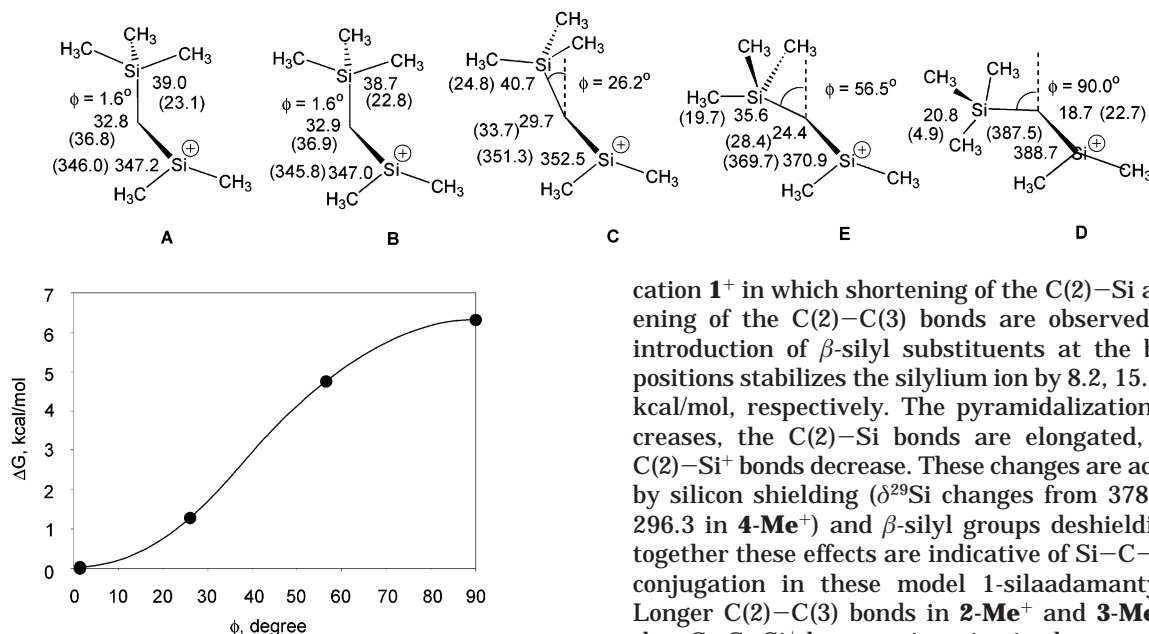 CH₃
H₃C
CH₃
Si
39.0
(23.1)
ϕ = 1.6°
32.8
(36.8)
(346.0) 347.2 Si ⊕
H₃C
CH₃
A
CH₃
H₃C
CH₃
Si
38.7
(22.8)
ϕ = 1.6°
32.9
(36.9)
(345.8) 347.0 Si ⊕
H₃C
CH₃
B
CH₃
H₃C
CH₃
Si
(24.8) 40.7
ϕ = 26.2°
(33.7) 29.7
(351.3) 352.5 Si ⊕
H₃C
CH₃
C
CH₃
CH₃
H₃C
Si
ϕ = 56.5°
(19.7) 35.6
(28.4) 24.4
(369.7) 370.9 Si ⊕
H₃C
CH₃
E
CH₃
H₃C
Si
ϕ = 90.0°
20.8
(4.9)
CH₃
18.7 (22.7)
(387.5)
388.7 Si ⊕
H₃C
CH₃
D
7
6
5
4
3
2
1
0
ΔG, kcal/mol
0 10 20 30 40 50 60 70 80 90
ϕ, degree
cation 1⁺ in which shortening of the C(2)−Si a
ening of the C(2)−C(3) bonds are observed
introduction of β-silyl substituents at the b
positions stabilizes the silylium ion by 8.2, 15.
kcal/mol, respectively. The pyramidalization
creases, the C(2)−Si bonds are elongated,
C(2)−Si⁺ bonds decrease. These changes are ac
by silicon shielding (δ²⁹Si changes from 378
296.3 in 4-Me⁺) and β-silyl groups deshieldi
together these effects are indicative of Si−C−
conjugation in these model 1-silaadamanty
Longer C(2)−C(3) bonds in 2-Me⁺ and 3-Me